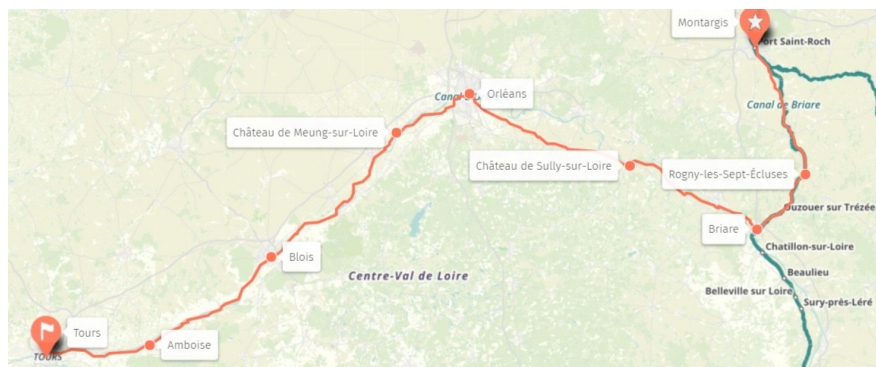 Montargis
Port Saint-Roch
Canal de Briare
Orléans
Château de Meung-sur-Loire
Château de Sully-sur-Loire
Rogny-les-Sept-Écluses
Ouzouer sur Trézée
Briare
Chatillon-sur-Loire
Blois
Centre-Val de Loire
Beaulieu
Belleville sur Loire
Sury-près-Léré
Tours
Amboise
TOURS